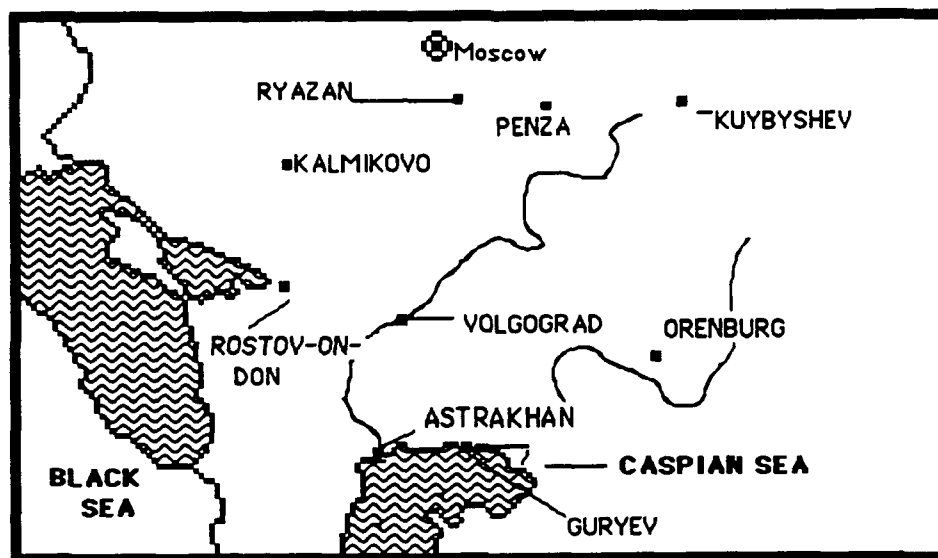 Moscow
RYAZAN
PENZA
KUYBYSHEV
KALMIKOVO
VOLGOGRAD
ORENBURG
ROSTOV-ON-
DON
ASTRAKHAN
BLACK
SEA
CASPIAN SEA
GURYEV